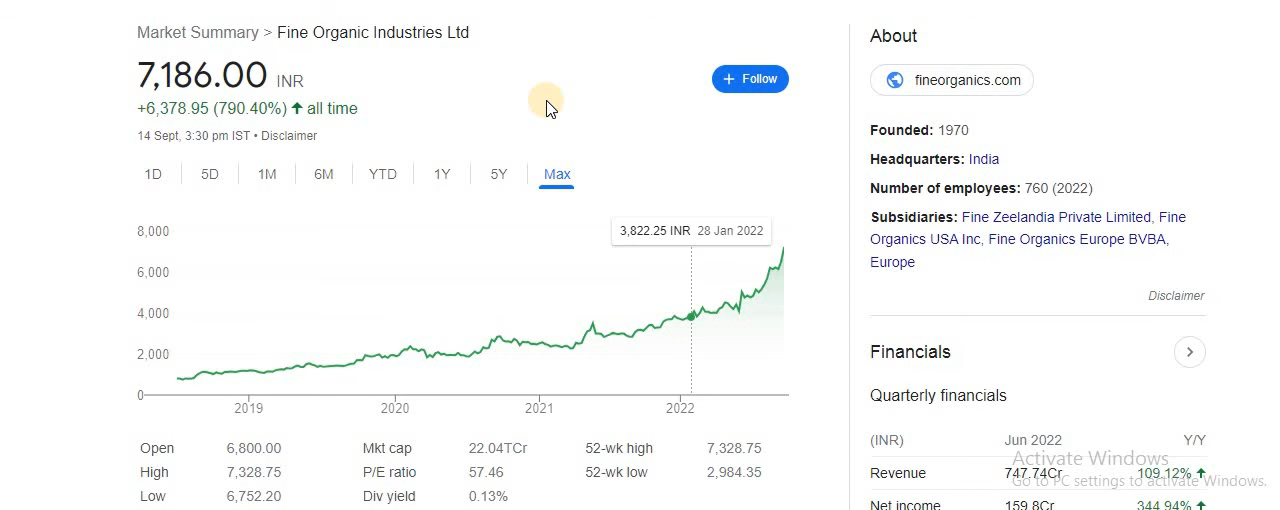 Market Summary > Fine Organic Industries Ltd
7,186.00 INR
+ Follow
+6,378.95 (790.40%) ↑ all time
14 Sept, 3:30 pm IST • Disclaimer
1D 5D 1M 6M YTD 1Y 5Y Max
3,822.25 INR 28 Jan 2022
8,000
6,000
4,000
2,000
0
2019 2020 2021 2022
Open 6,800.00 Mkt cap 22.04TCr 52-wk high 7,328.75
High 7,328.75 P/E ratio 57.46 52-wk low 2,984.35
Low 6,752.20 Div yield 0.13%
About
fineorganics.com
Founded: 1970
Headquarters: India
Number of employees: 760 (2022)
Subsidiaries: Fine Zeelandia Private Limited, Fine
Organics USA Inc, Fine Organics Europe BVBA,
Europe
Disclaimer
Financials
Quarterly financials
(INR) Jun 2022 Y/Y
Revenue 747.74Cr 109.12% ↑
Net income 159.8Cr 344.94% ↑
Activate Windows
Go to PC settings to activate Windows.